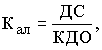 К ал = ДС / КДО,